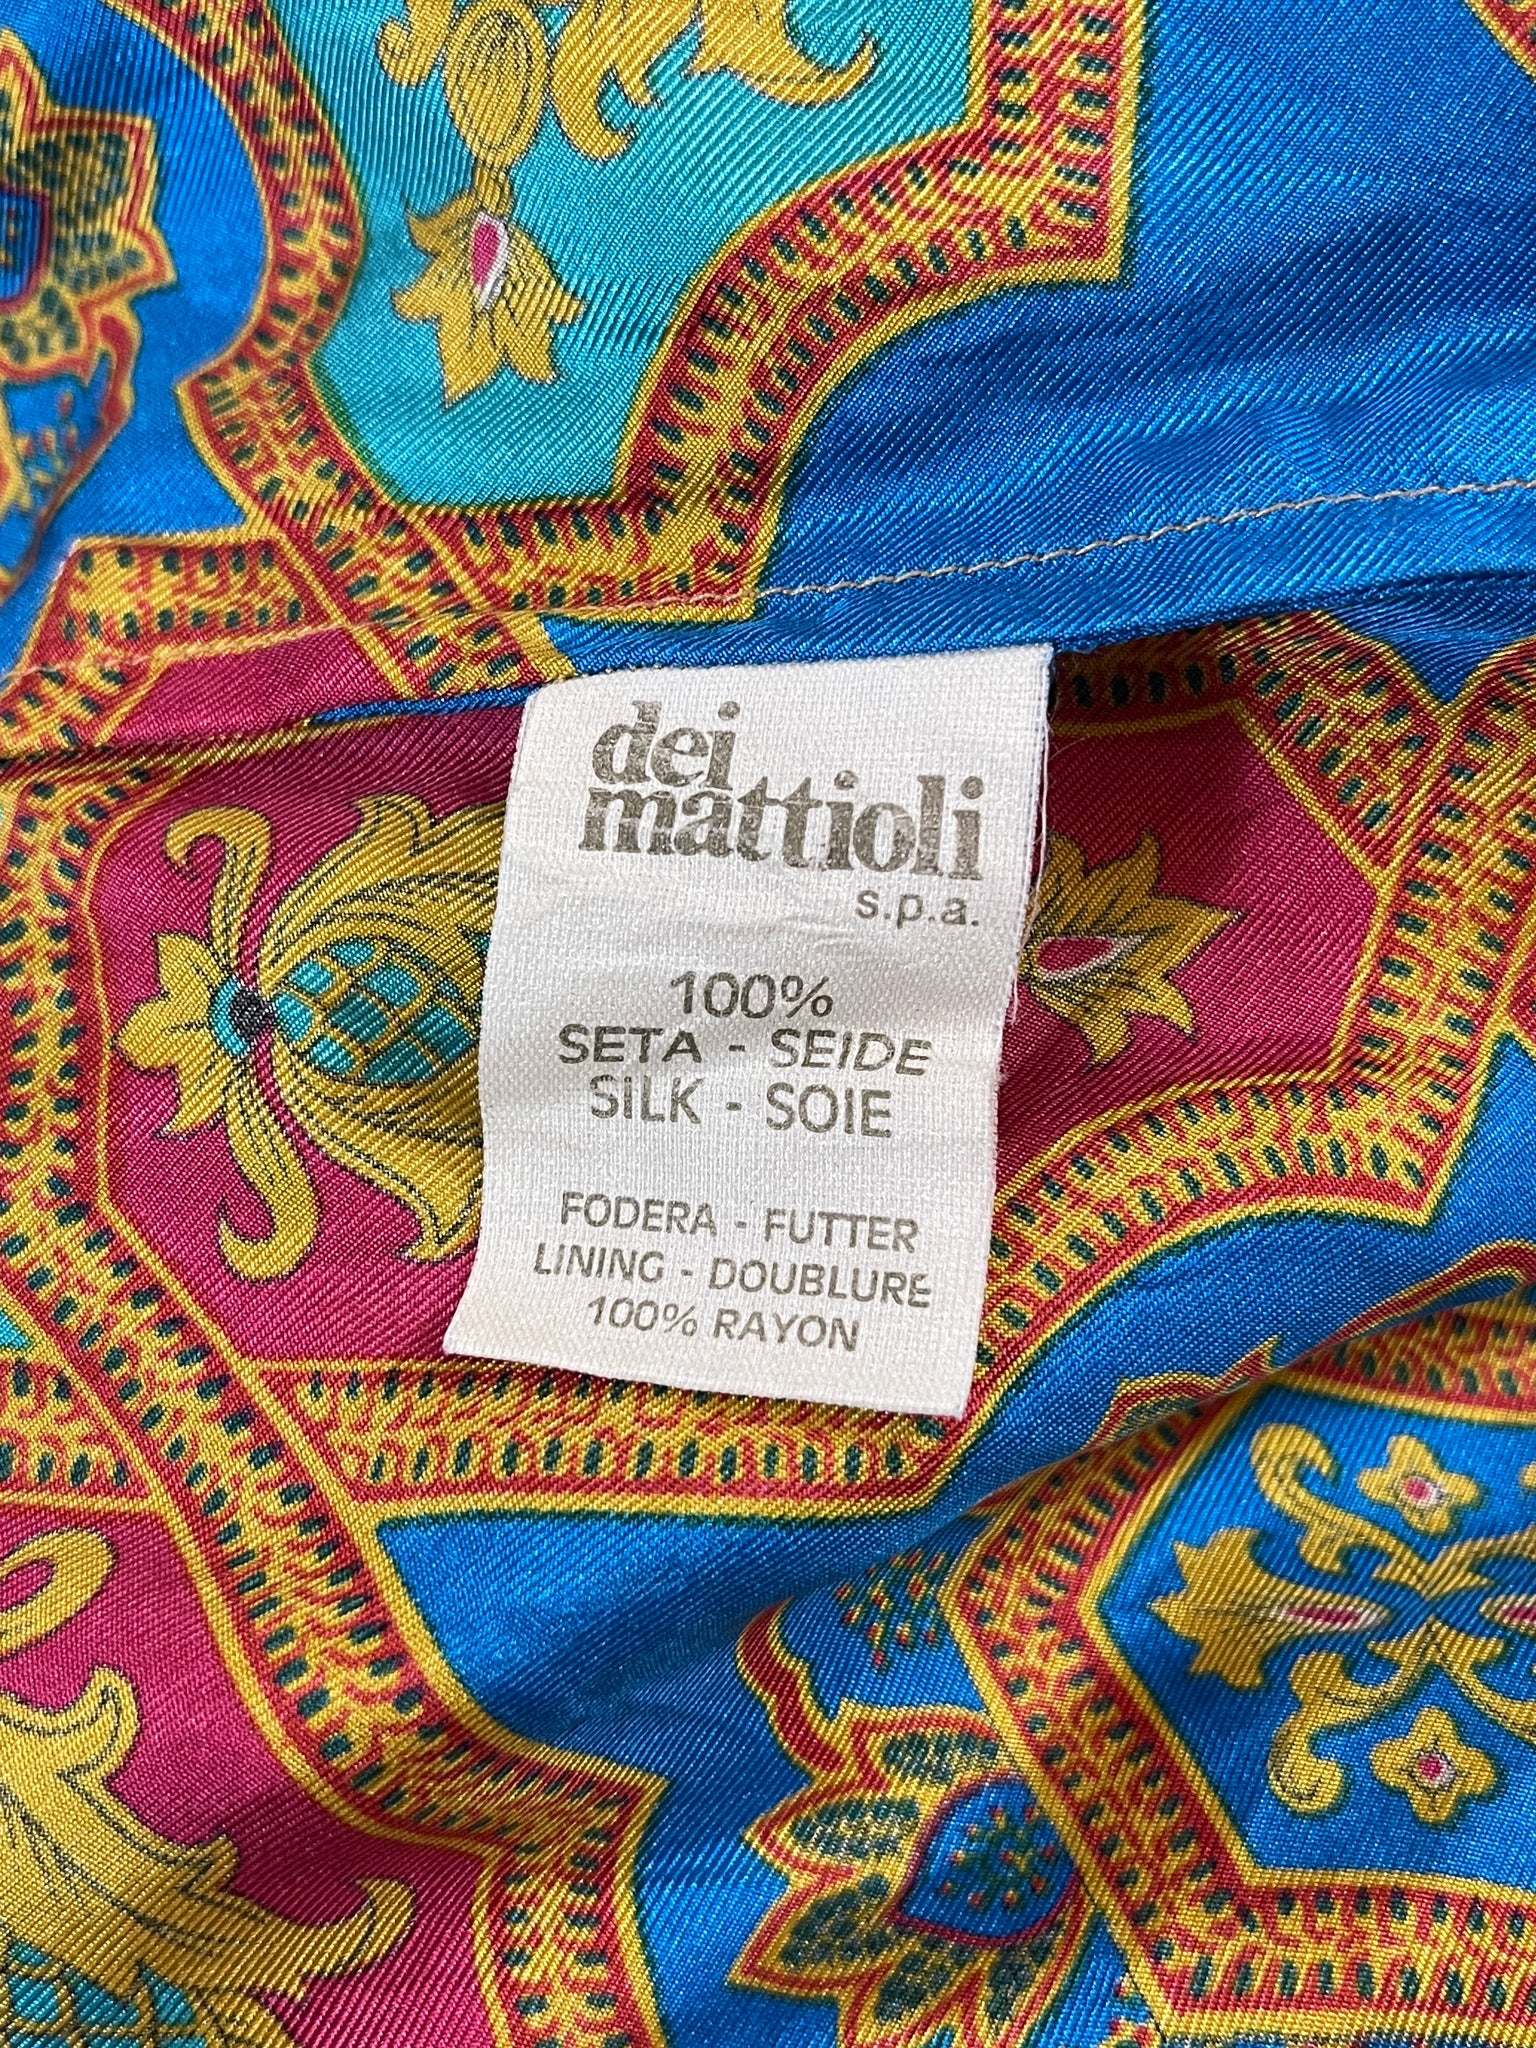 dei
mattioli
s.p.a.
100%
SETA - SEIDE
SILK - SOIE
FODERA - FUTTER
LINING - DOUBLURE
100% RAYON